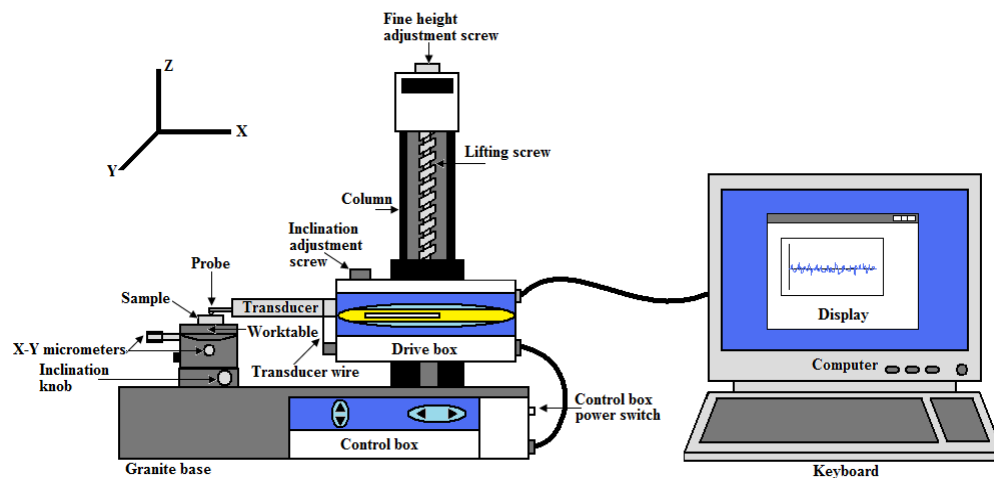 Fine height
adjustment screw
Z
X
Y
Lifting screw
Column
Inclination
adjustment
screw
Probe
Sample
Transducer
Worktable
X-Y micrometers
Inclination
knob
Transducer wire
Drive box
Display
Computer
Control box
power switch
Control box
Granite base
Keyboard